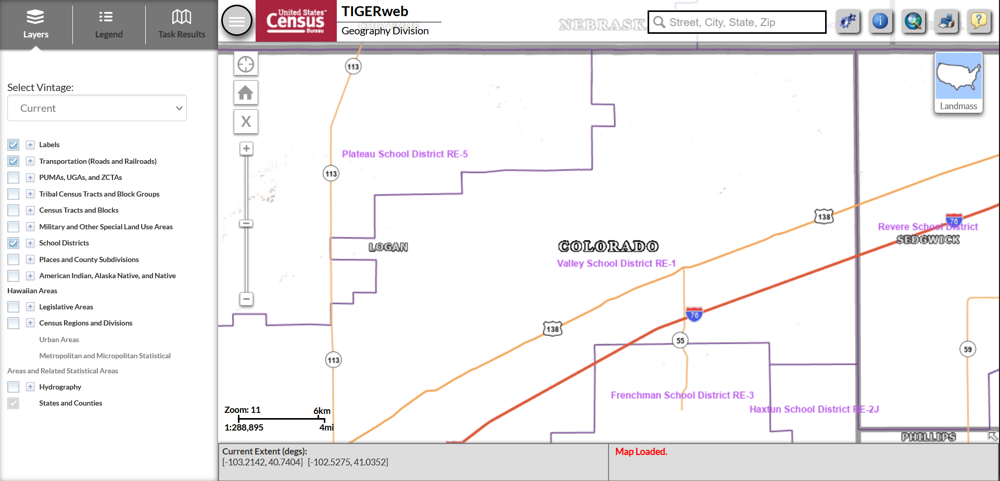 Layers
Legend
Task Results
United States™
Census
Bureau
TIGERweb
Geography Division
CHEYENNE
NEBRASK
Street, City, State, Zip
i
?
Select Vintage:
Current
Labels
Transportation (Roads and Railroads)
PUMAs, UGAs, and ZCTAs
Tribal Census Tracts and Block Groups
Census Tracts and Blocks
Military and Other Special Land Use Areas
School Districts
Places and County Subdivisions
American Indian, Alaska Native, and Native
Hawaiian Areas
Legislative Areas
Census Regions and Divisions
Urban Areas
Metropolitan and Micropolitan Statistical
Areas and Related Statistical Areas
Hydrography
States and Counties
X
Landmass
113
Plateau School District RE-5
113
138
76
Revere School District
SEDGWICK
LOGAN
COLORADO
Valley School District RE-1
76
138
55
59
113
Frenchman School District RE-3
Haxtun School District RE-2J
PHILLIPS
Zoom: 11
6km
1:288,895
4mi
Current Extent (degs):
[-103.2142, 40.7404] [-102.5275, 41.0352]
Map Loaded.